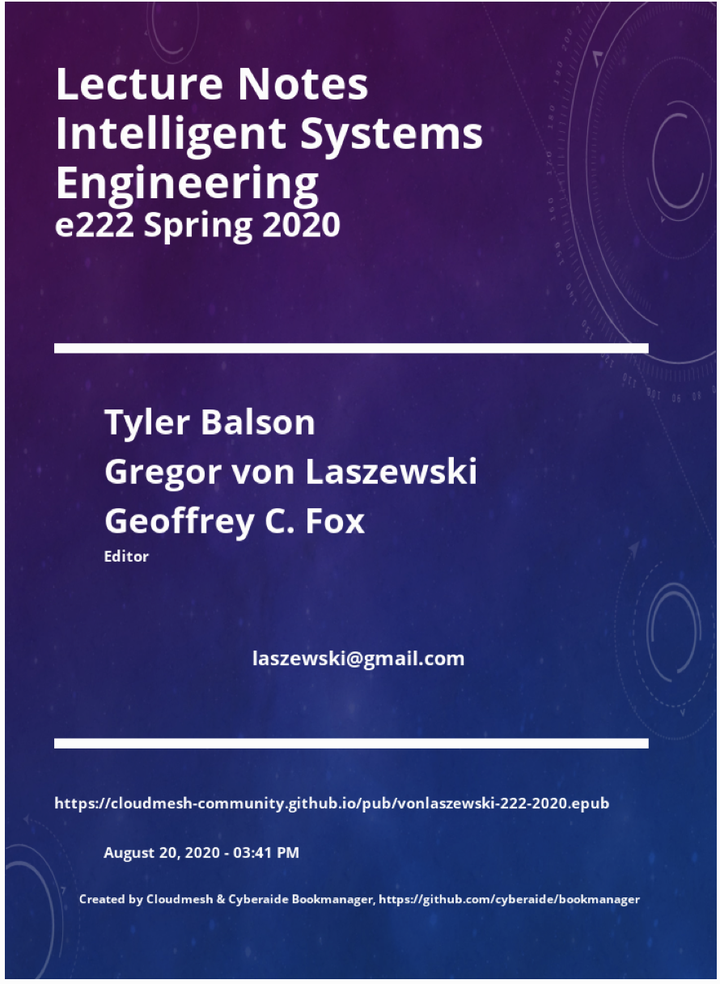 Lecture Notes
Intelligent Systems
Engineering
e222 Spring 2020
Tyler Balson
Gregor von Laszewski
Geoffrey C. Fox
Editor
laszewski@gmail.com
https://cloudmesh-community.github.io/pub/vonlaszewski-222-2020.epub
August 20, 2020 - 03:41 PM
Created by Cloudmesh & Cyberaide Bookmanager, https://github.com/cyberaide/bookmanager